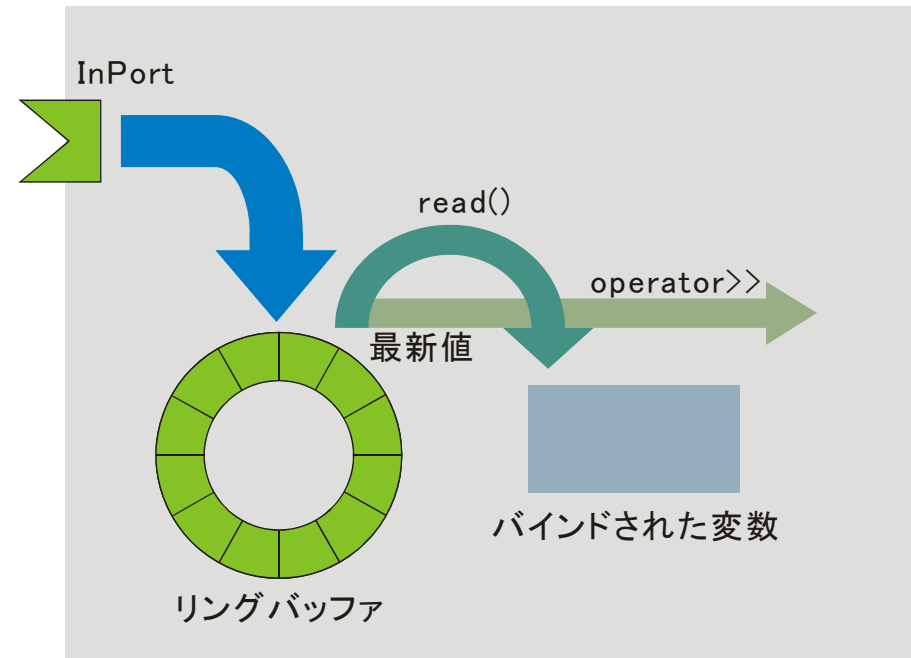 InPort
read()
operator>>
最新値
バインドされた変数
リングバッファ